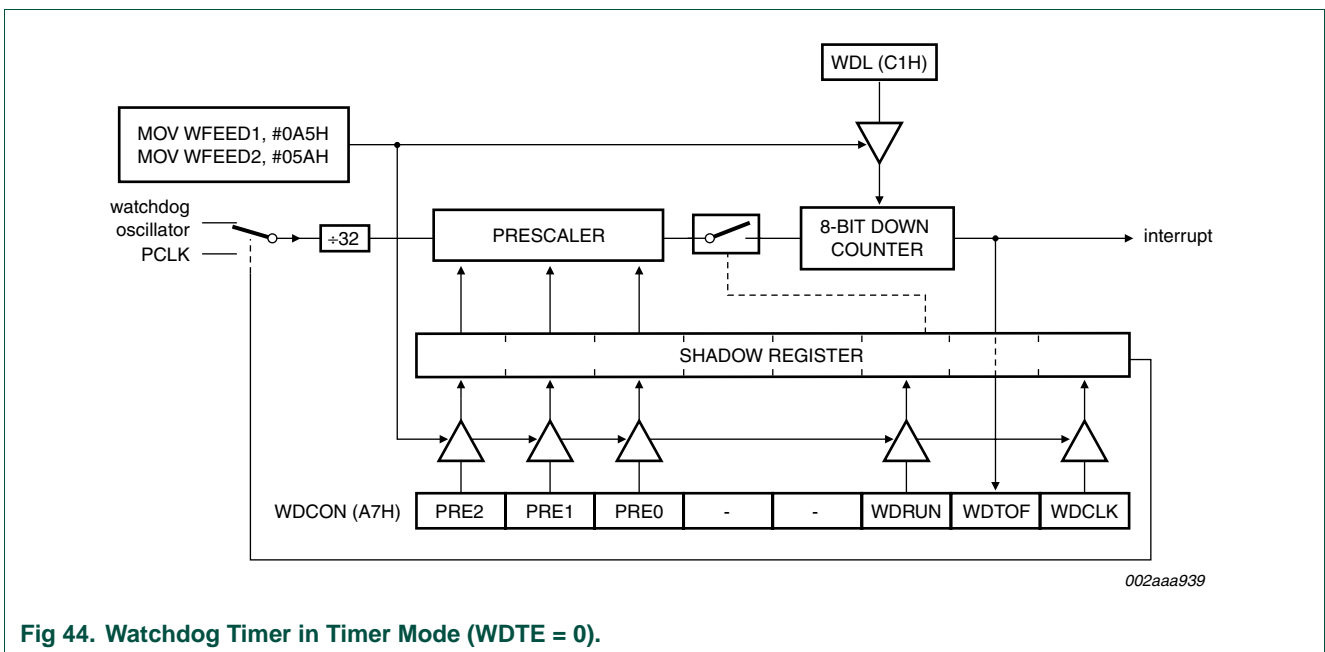 WDL (C1H)
MOV WFEED1, #0A5H
MOV WFEED2, #05AH
watchdog
oscillator
PCLK
÷32
PRESCALER
8-BIT DOWN
COUNTER
interrupt
SHADOW REGISTER
WDCON (A7H)
PRE2
PRE1
PRE0
-
-
WDRUN
WDTOF
WDCLK
002aaa939
Fig 44. Watchdog Timer in Timer Mode (WDTE = 0).